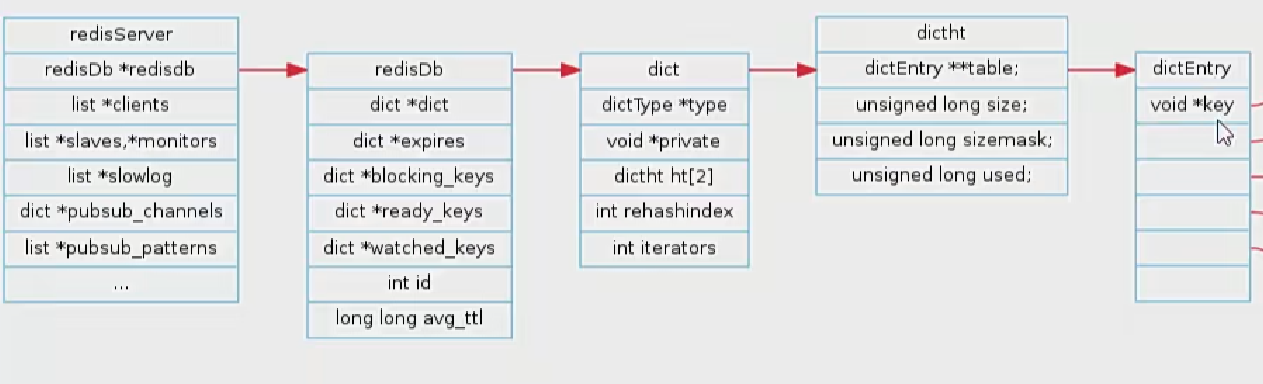 redisServer
redisDb *redisdb
list *clients
list *slaves,*monitors
list *slowlog
dict *pubsub_channels
list *pubsub_patterns
...
redisDb
dict *dict
dict *expires
dict *blocking_keys
dict *ready_keys
dict *watched_keys
int id
long long avg_ttl
dict
dictType *type
void *private
dictht ht[2]
int rehashindex
int iterators
dictht
dictEntry **table;
unsigned long size;
unsigned long sizemask;
unsigned long used;
dictEntry
void *key